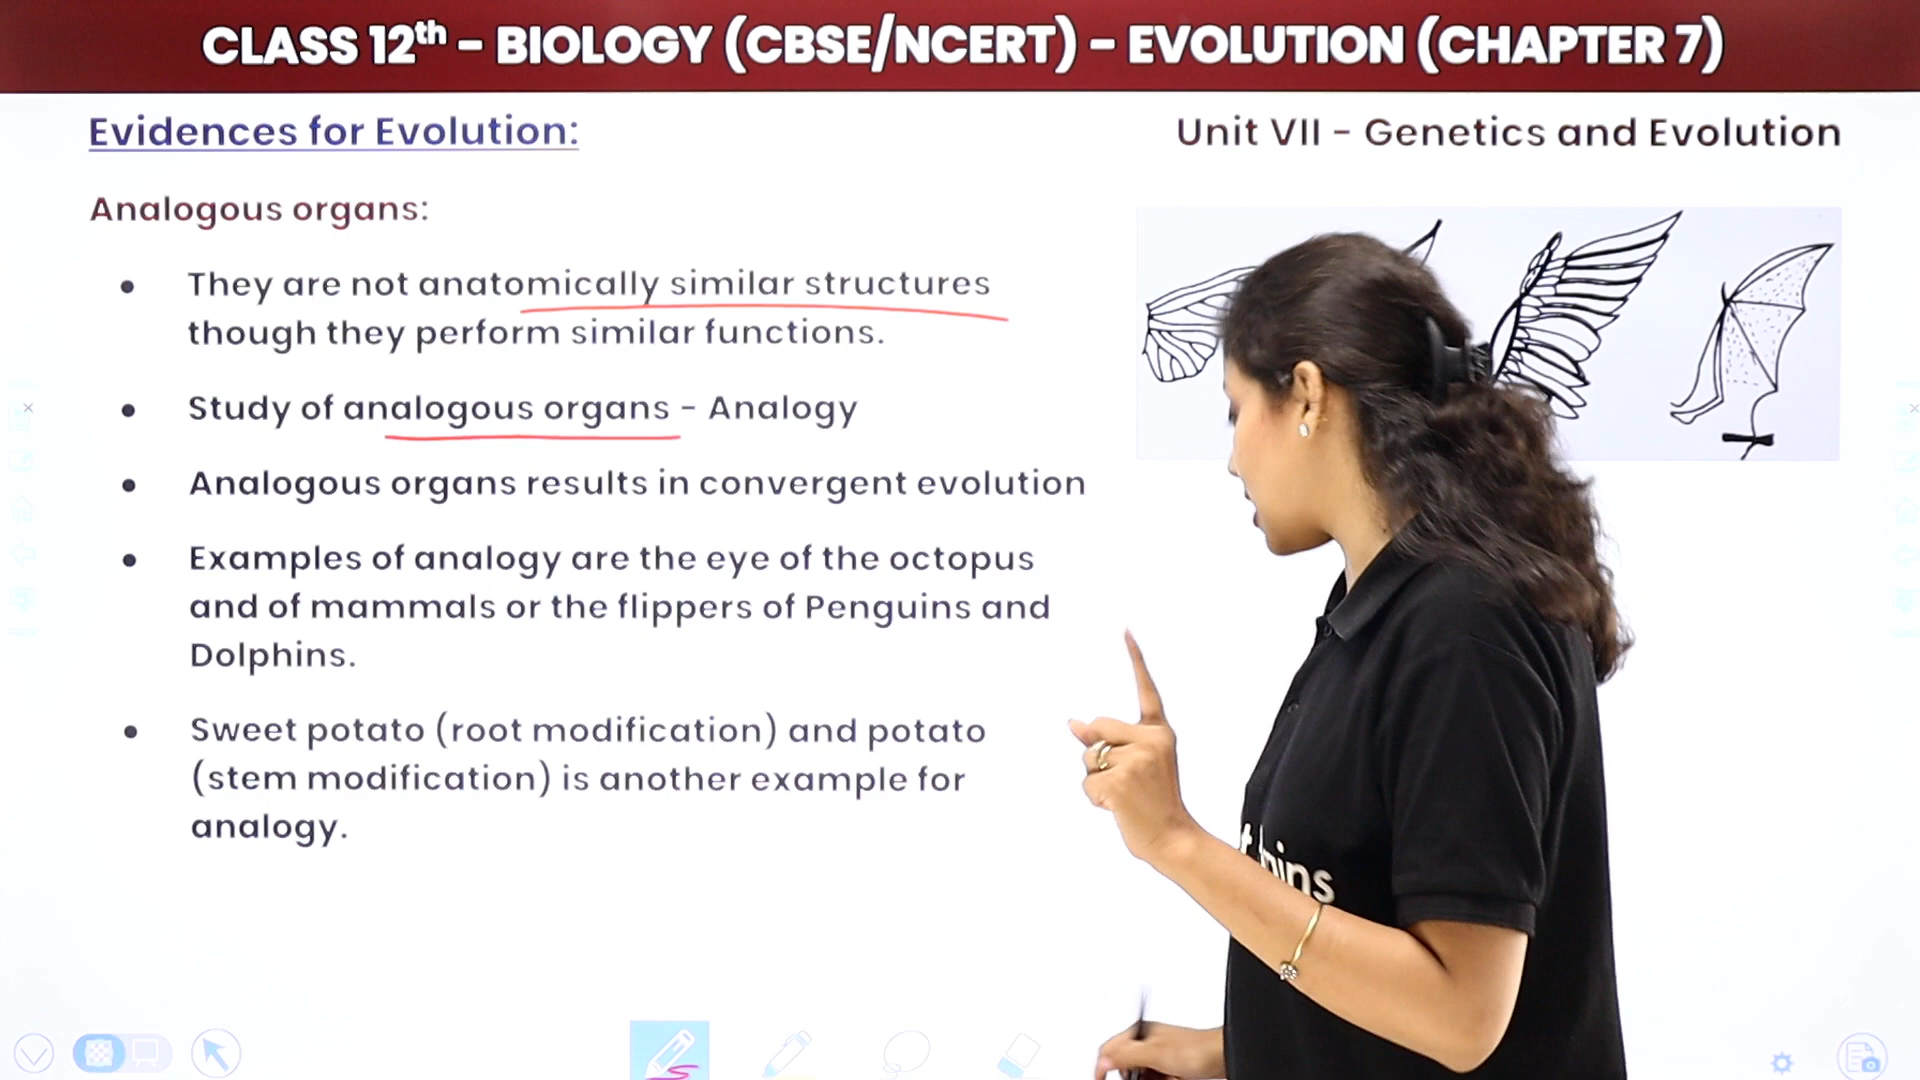 CLASS 12th - BIOLOGY (CBSE/NCERT) - EVOLUTION (CHAPTER 7)
Evidences for Evolution:
Unit VII - Genetics and Evolution
Analogous organs:
• They are not anatomically similar structures
though they perform similar functions.
• Study of analogous organs - Analogy
• Analogous organs results in convergent evolution
• Examples of analogy are the eye of the octopus
and of mammals or the flippers of Penguins and
Dolphins.
• Sweet potato (root modification) and potato
(stem modification) is another example for
analogy.